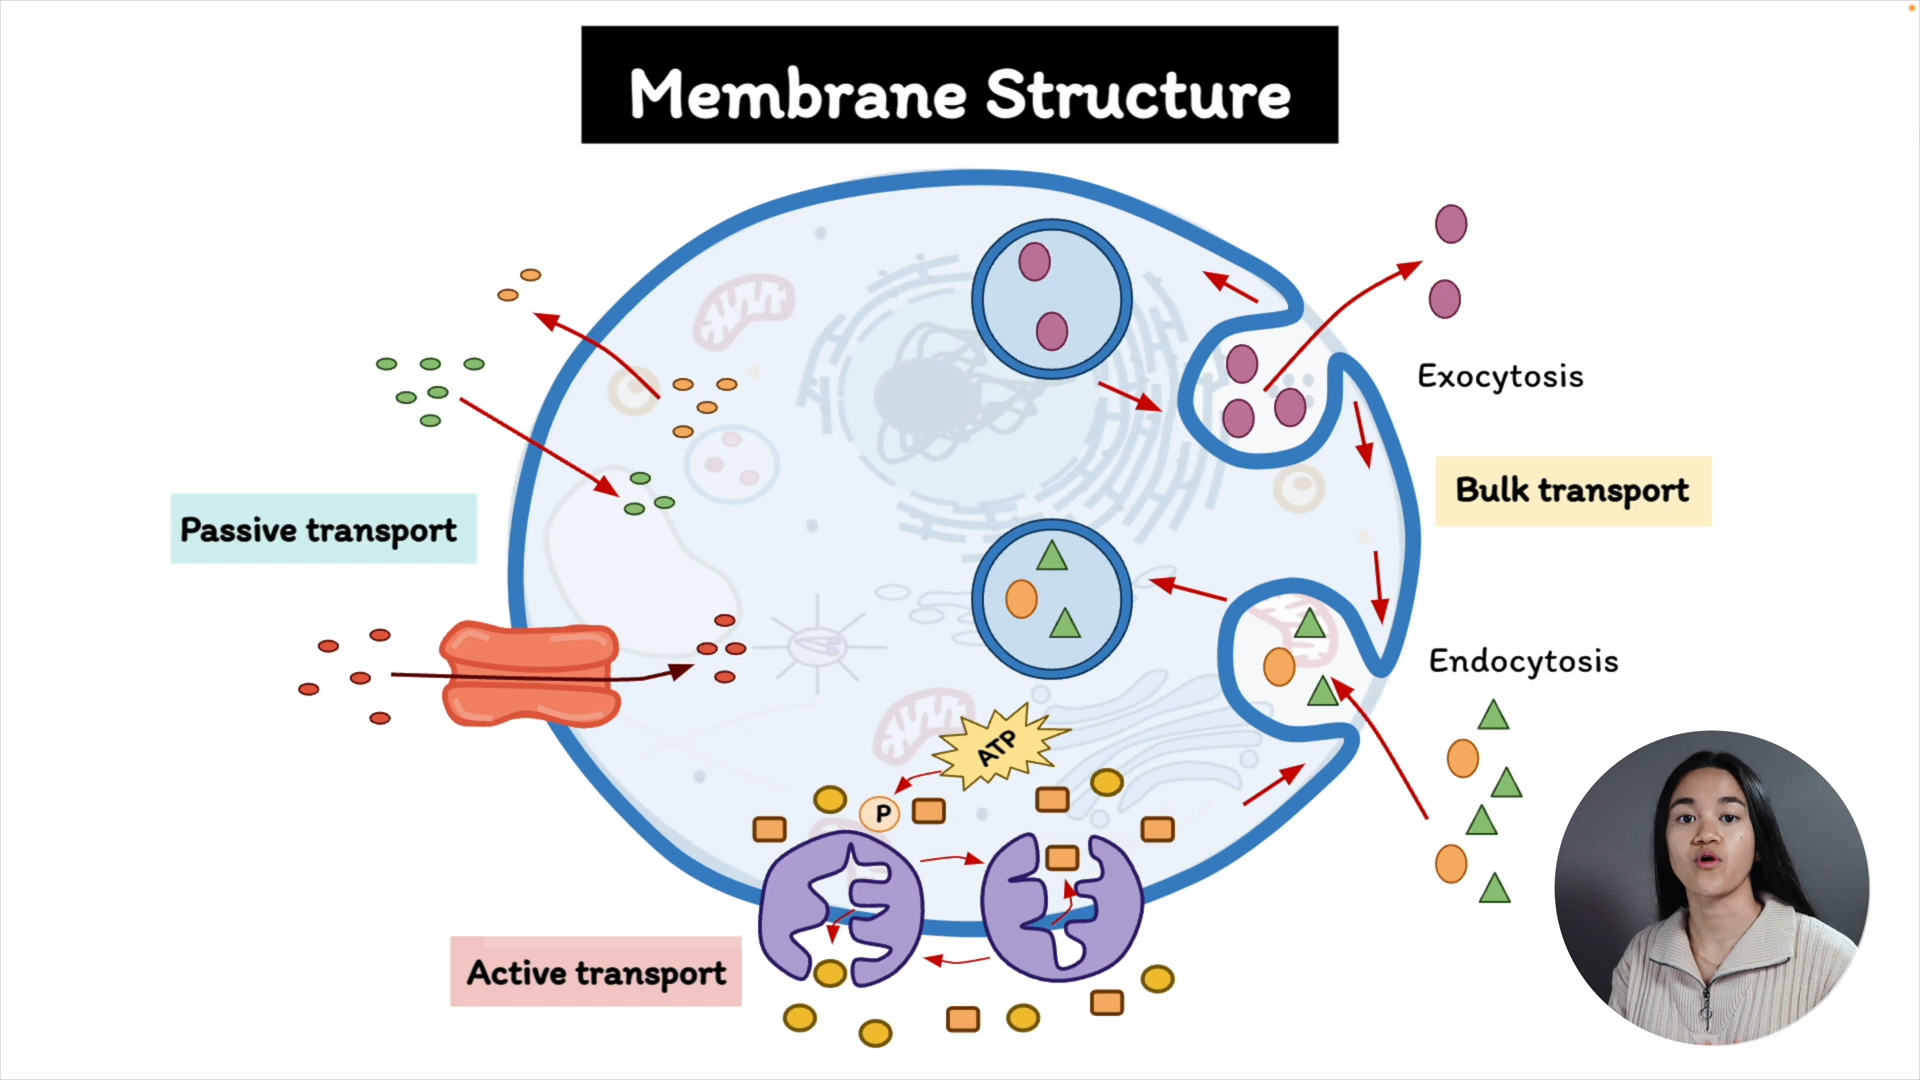 Membrane Structure
Exocytosis
Bulk transport
Passive transport
Endocytosis
ATP
P
Active transport